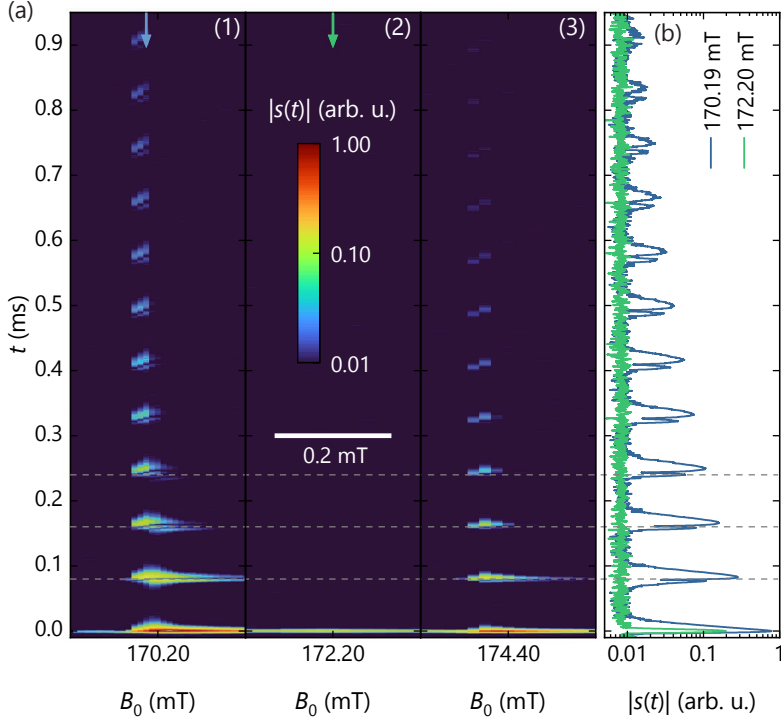 (a)
(1)
(2)
(3)
(b)
0.9
0.8
0.7
0.6
0.5
0.4
0.3
0.2
0.1
0.0
t (ms)
|s(t)| (arb. u.)
1.00
0.10
0.01
0.2 mT
170.19 mT
172.20 mT
170.20
172.20
174.40
0.01
0.1
1
B0 (mT)
B0 (mT)
B0 (mT)
|s(t)| (arb. u.)